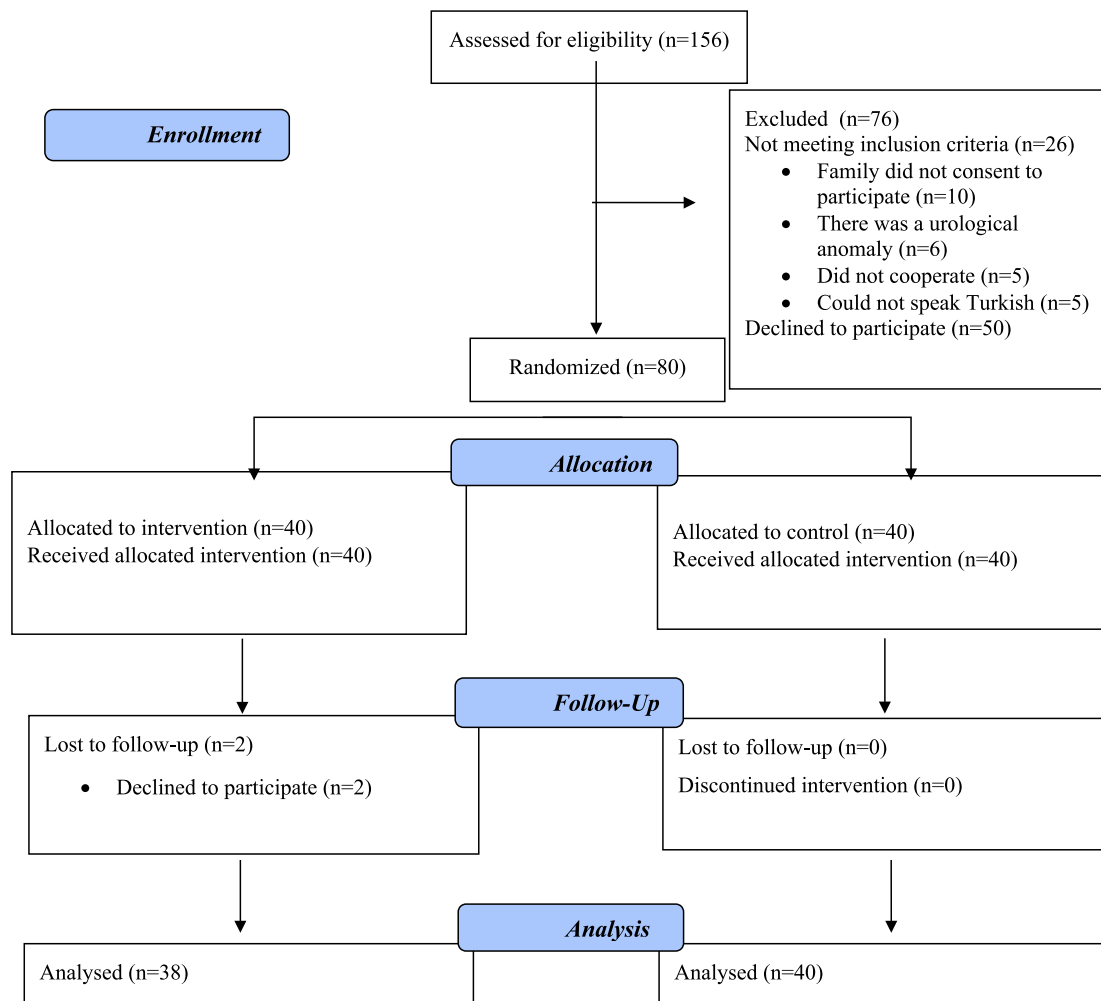 Assessed for eligibility (n=156)
Enrollment
Excluded  (n=76)
Not meeting inclusion criteria (n=26)
• Family did not consent to
participate (n=10)
• There was a urological
anomaly (n=6)
• Did not cooperate (n=5)
• Could not speak Turkish (n=5)
Declined to participate (n=50)
Randomized (n=80)
Allocation
Allocated to intervention (n=40)
Received allocated intervention (n=40)
Allocated to control (n=40)
Received allocated intervention (n=40)
Follow-Up
Lost to follow-up (n=2)
• Declined to participate (n=2)
Lost to follow-up (n=0)
Discontinued intervention (n=0)
Analysis
Analysed (n=38)
Analysed (n=40)